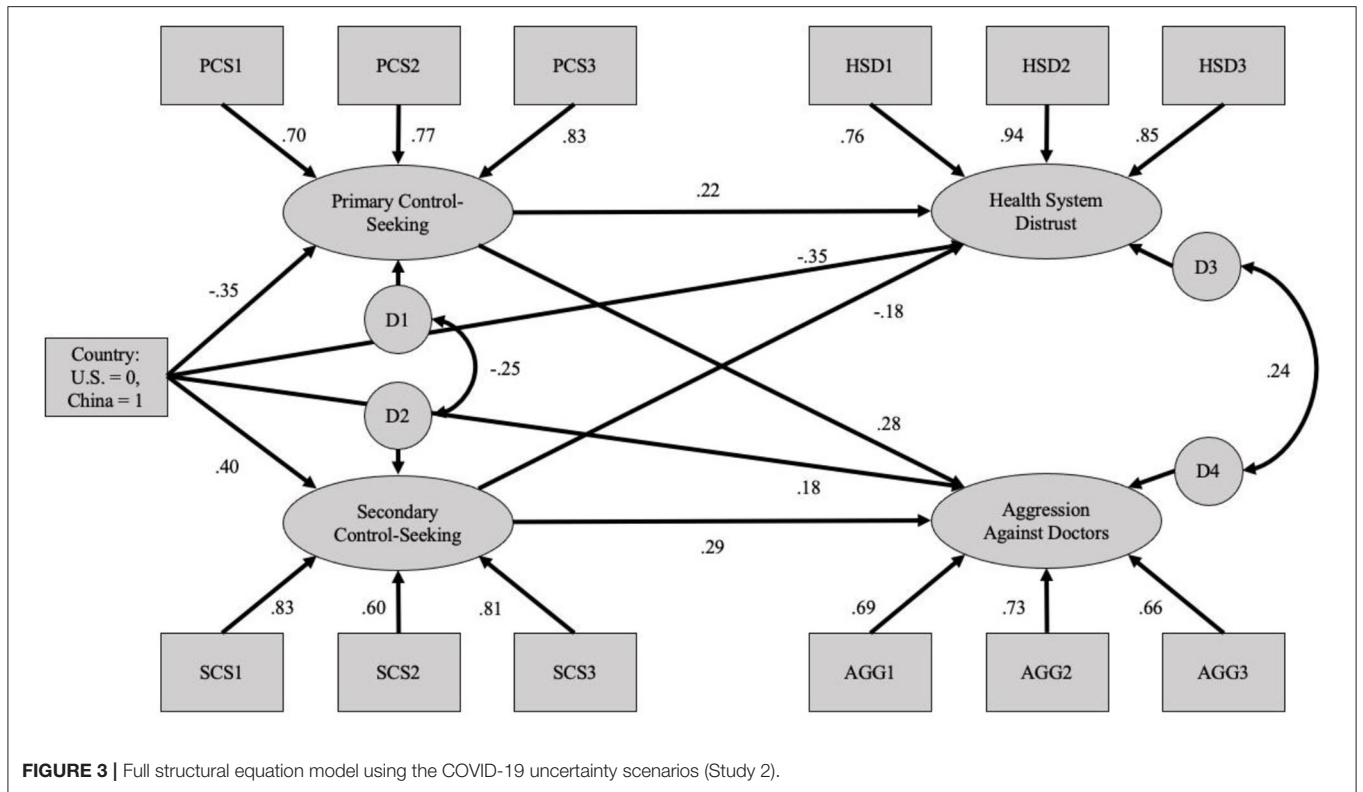 PCS1
PCS2
PCS3
HSD1
HSD2
HSD3
.70
.77
.83
.76
.94
.85
Primary Control-
Seeking
.22
Health System
Distrust
-.35
-.35
D3
D1
-.18
Country:
U.S. = 0,
China = 1
-.25
.24
D2
.28
.40
.18
D4
Secondary
Control-Seeking
.29
Aggression
Against Doctors
.83
.60
.81
.69
.73
.66
SCS1
SCS2
SCS3
AGG1
AGG2
AGG3
FIGURE 3 | Full structural equation model using the COVID-19 uncertainty scenarios (Study 2).